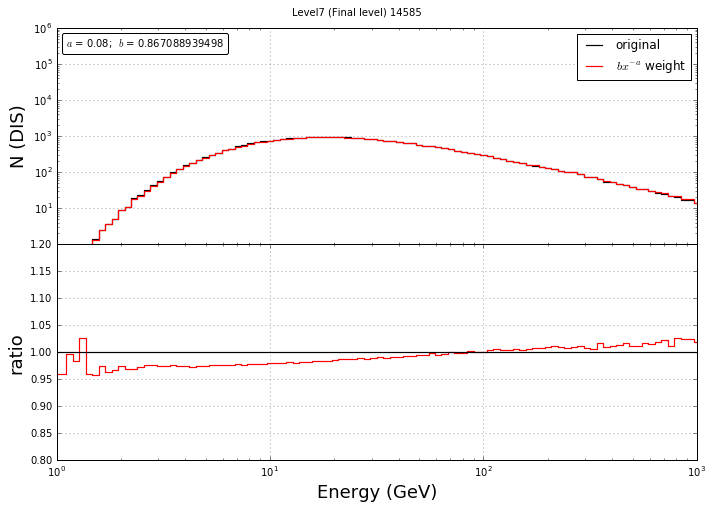 Level7 (Final level) 14585
a = 0.08; b = 0.867088939498
original
bx^{-a} weight
N (DIS)
10^6
10^5
10^4
10^3
10^2
10^1
1.20
1.15
1.10
1.05
1.00
0.95
0.90
0.85
0.80
ratio
10^0 10^1 10^2 10^3
Energy (GeV)